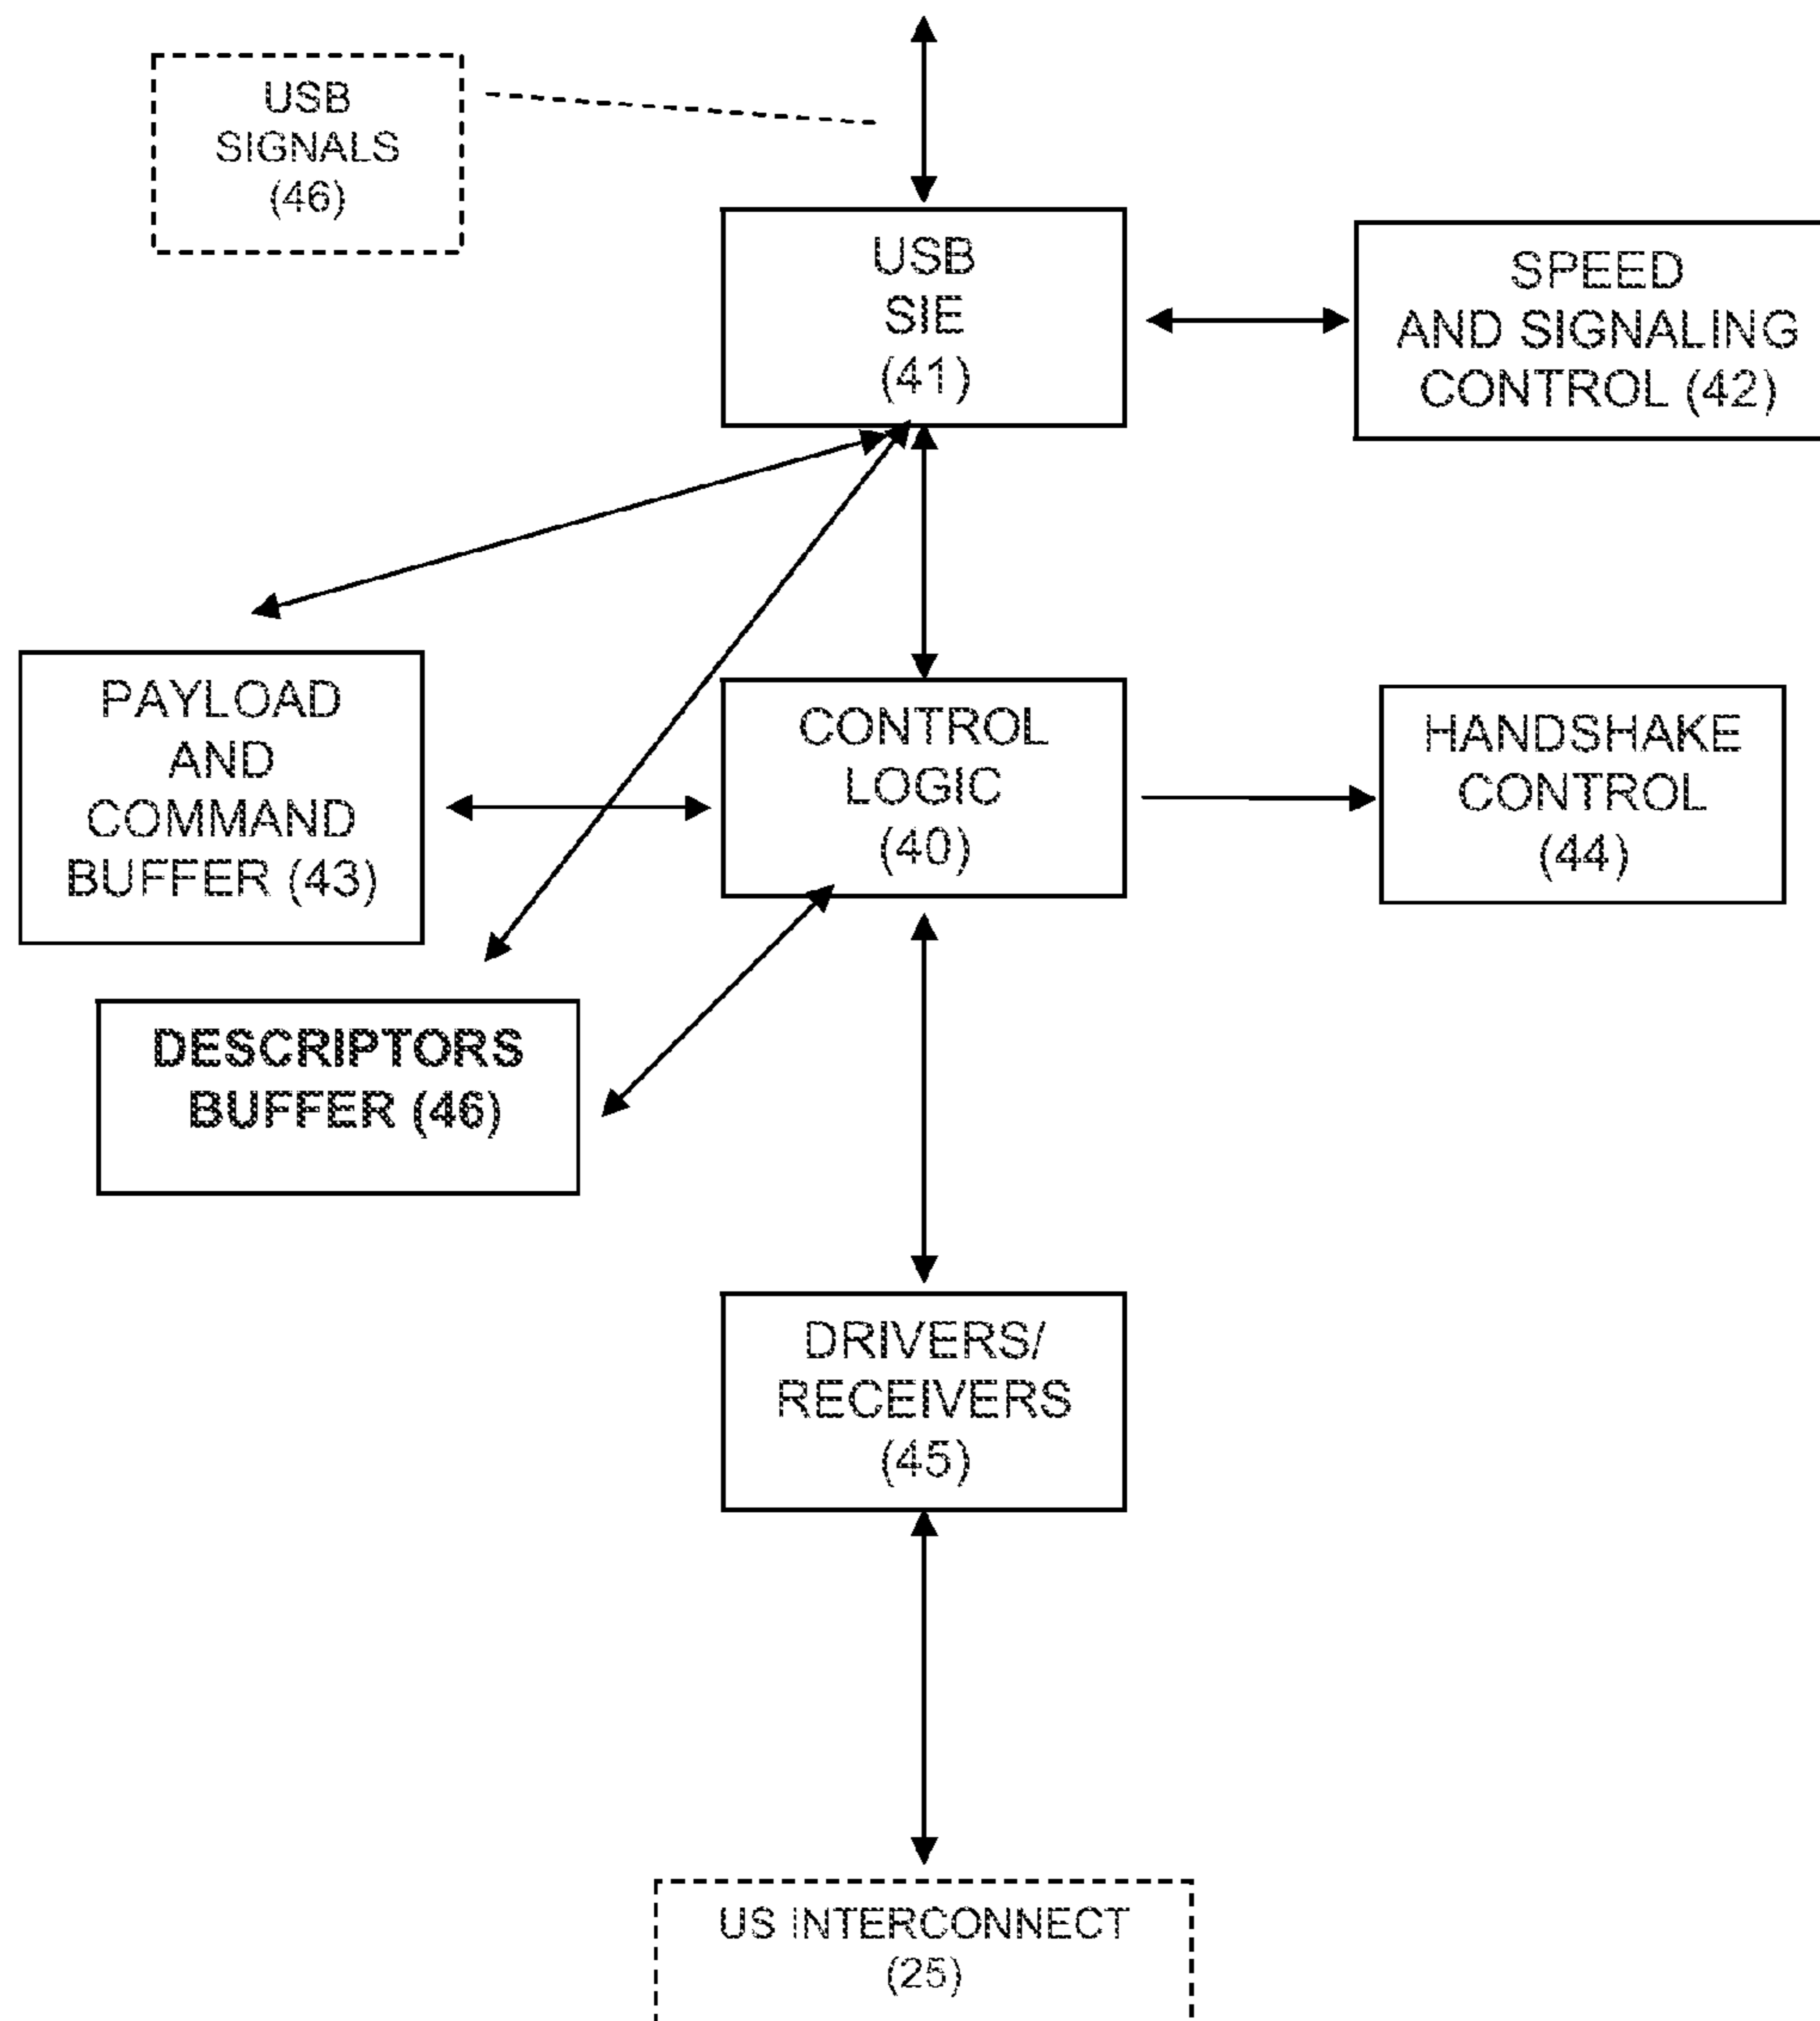 USB
SIGNALS
(46)
USB
SIE
(41)
SPEED
AND SIGNALING
CONTROL (42)
PAYLOAD
AND
COMMAND
BUFFER (43)
CONTROL
LOGIC
(40)
HANDSHAKE
CONTROL
(44)
DESCRIPTORS
BUFFER (46)
DRIVERS/
RECEIVERS
(45)
US INTERCONNECT
(25)